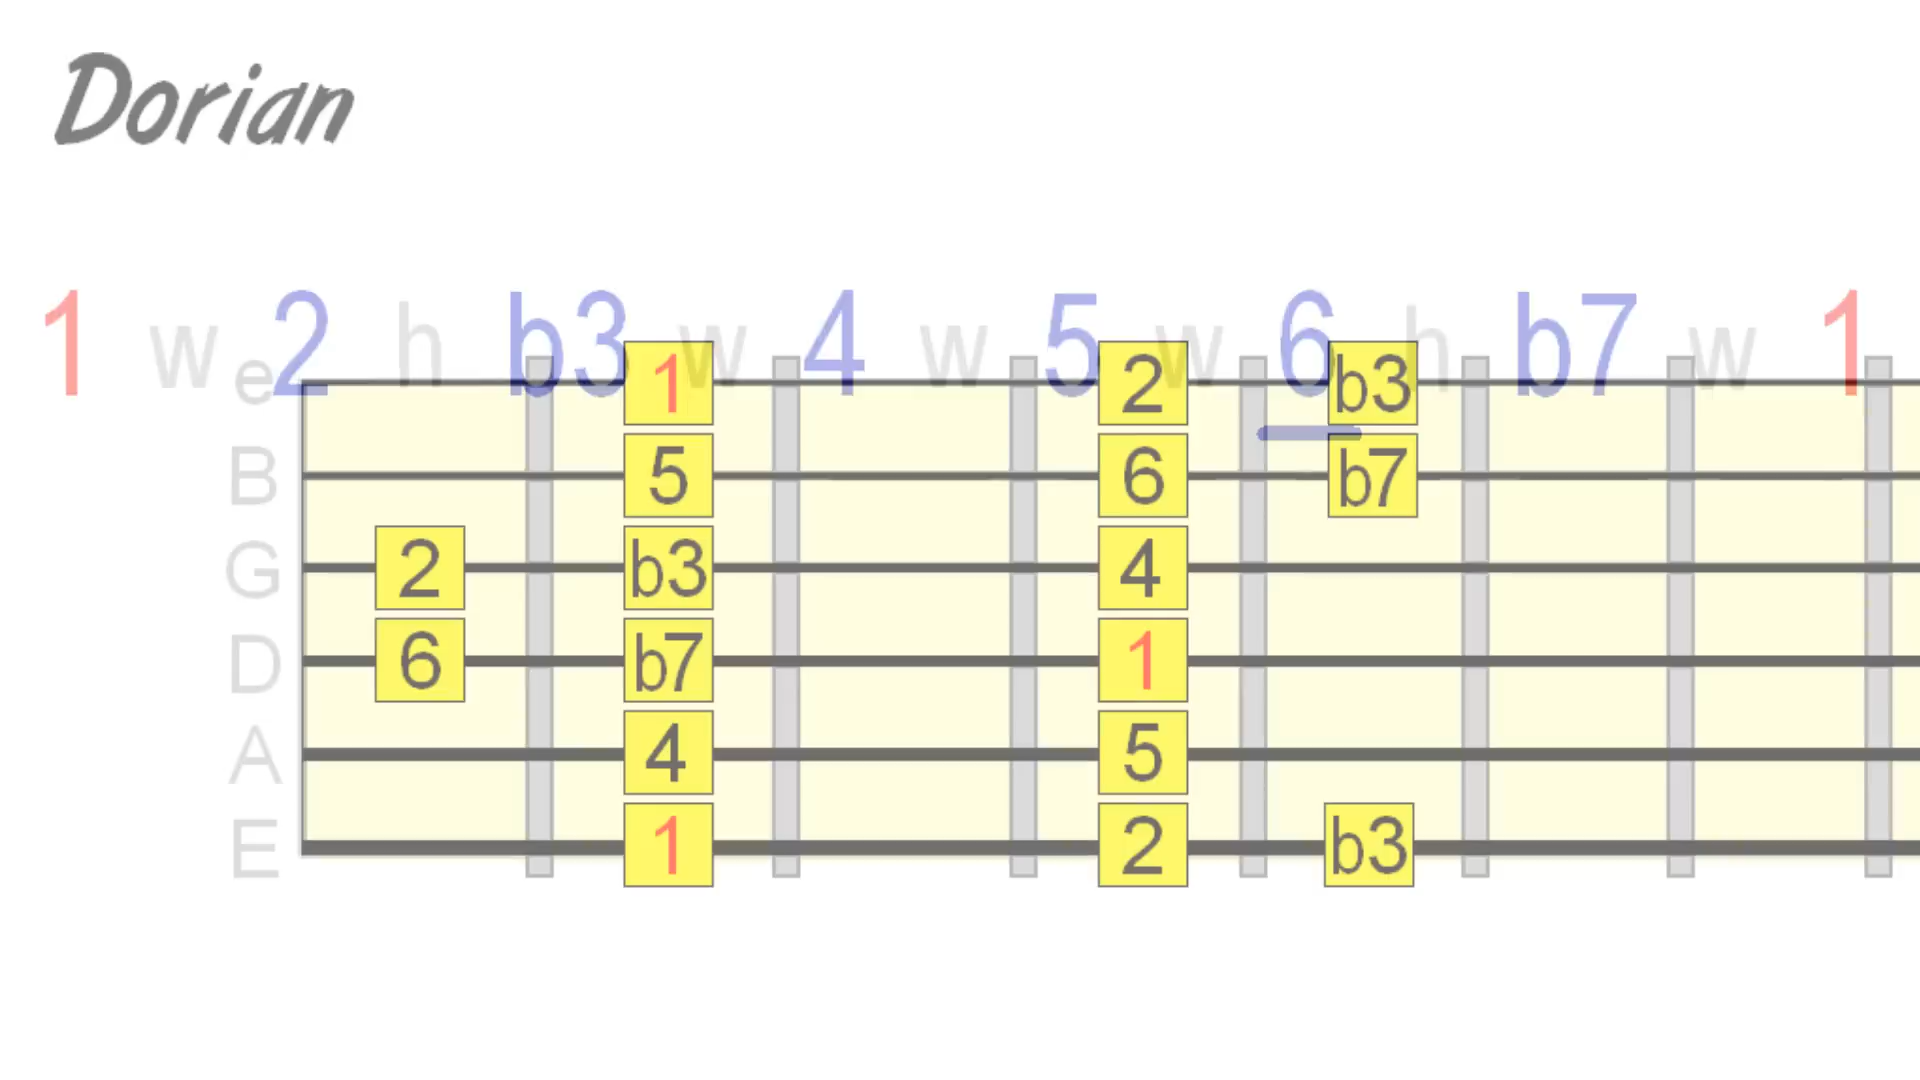 Dorian
1 w 2 h b3 w 4 w 5 w 6 h b7 w 1
e 1 2 b3
B 5 6 b7
G 2 b3 4
D 6 b7 1
A 4 5
E 1 2 b3